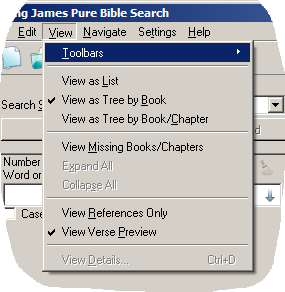 ng James Pure Bible Search
Edit View Navigate Settings Help
Toolbars
View as List
Search S
View as Tree by Book
View as Tree by Book/Chapter
d
View Missing Books/Chapters
Number
Expand All
Word or
Collapse All
Case
View References Only
View Verse Preview
View Details... Ctrl+D